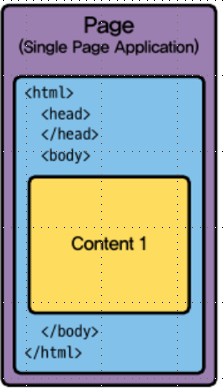 Page
(Single Page Application)
<html>
<head>
</head>
<body>
Content 1
</body>
</html>